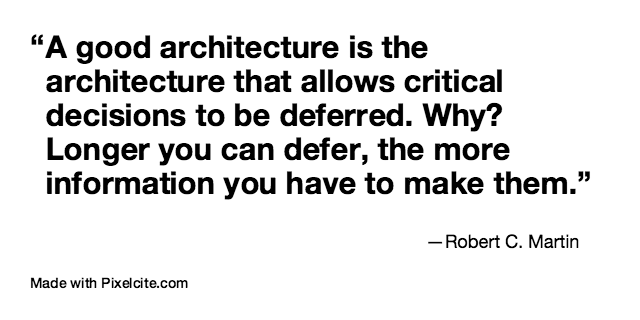 “A good architecture is the
architecture that allows critical
decisions to be deferred. Why?
Longer you can defer, the more
information you have to make them.”
—Robert C. Martin
Made with Pixelcite.com